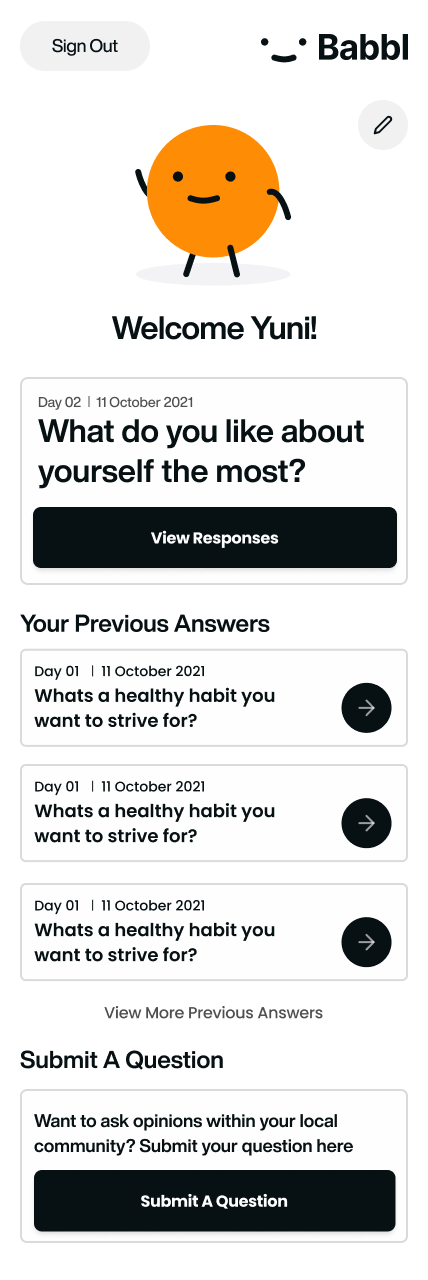 Sign Out
Babbl
Welcome Yuni!
Day 02 | 11 October 2021
What do you like about
yourself the most?
View Responses
Your Previous Answers
Day 01 | 11 October 2021
Whats a healthy habit you
want to strive for?
Day 01 | 11 October 2021
Whats a healthy habit you
want to strive for?
Day 01 | 11 October 2021
Whats a healthy habit you
want to strive for?
View More Previous Answers
Submit A Question
Want to ask opinions within your local
community? Submit your question here
Submit A Question